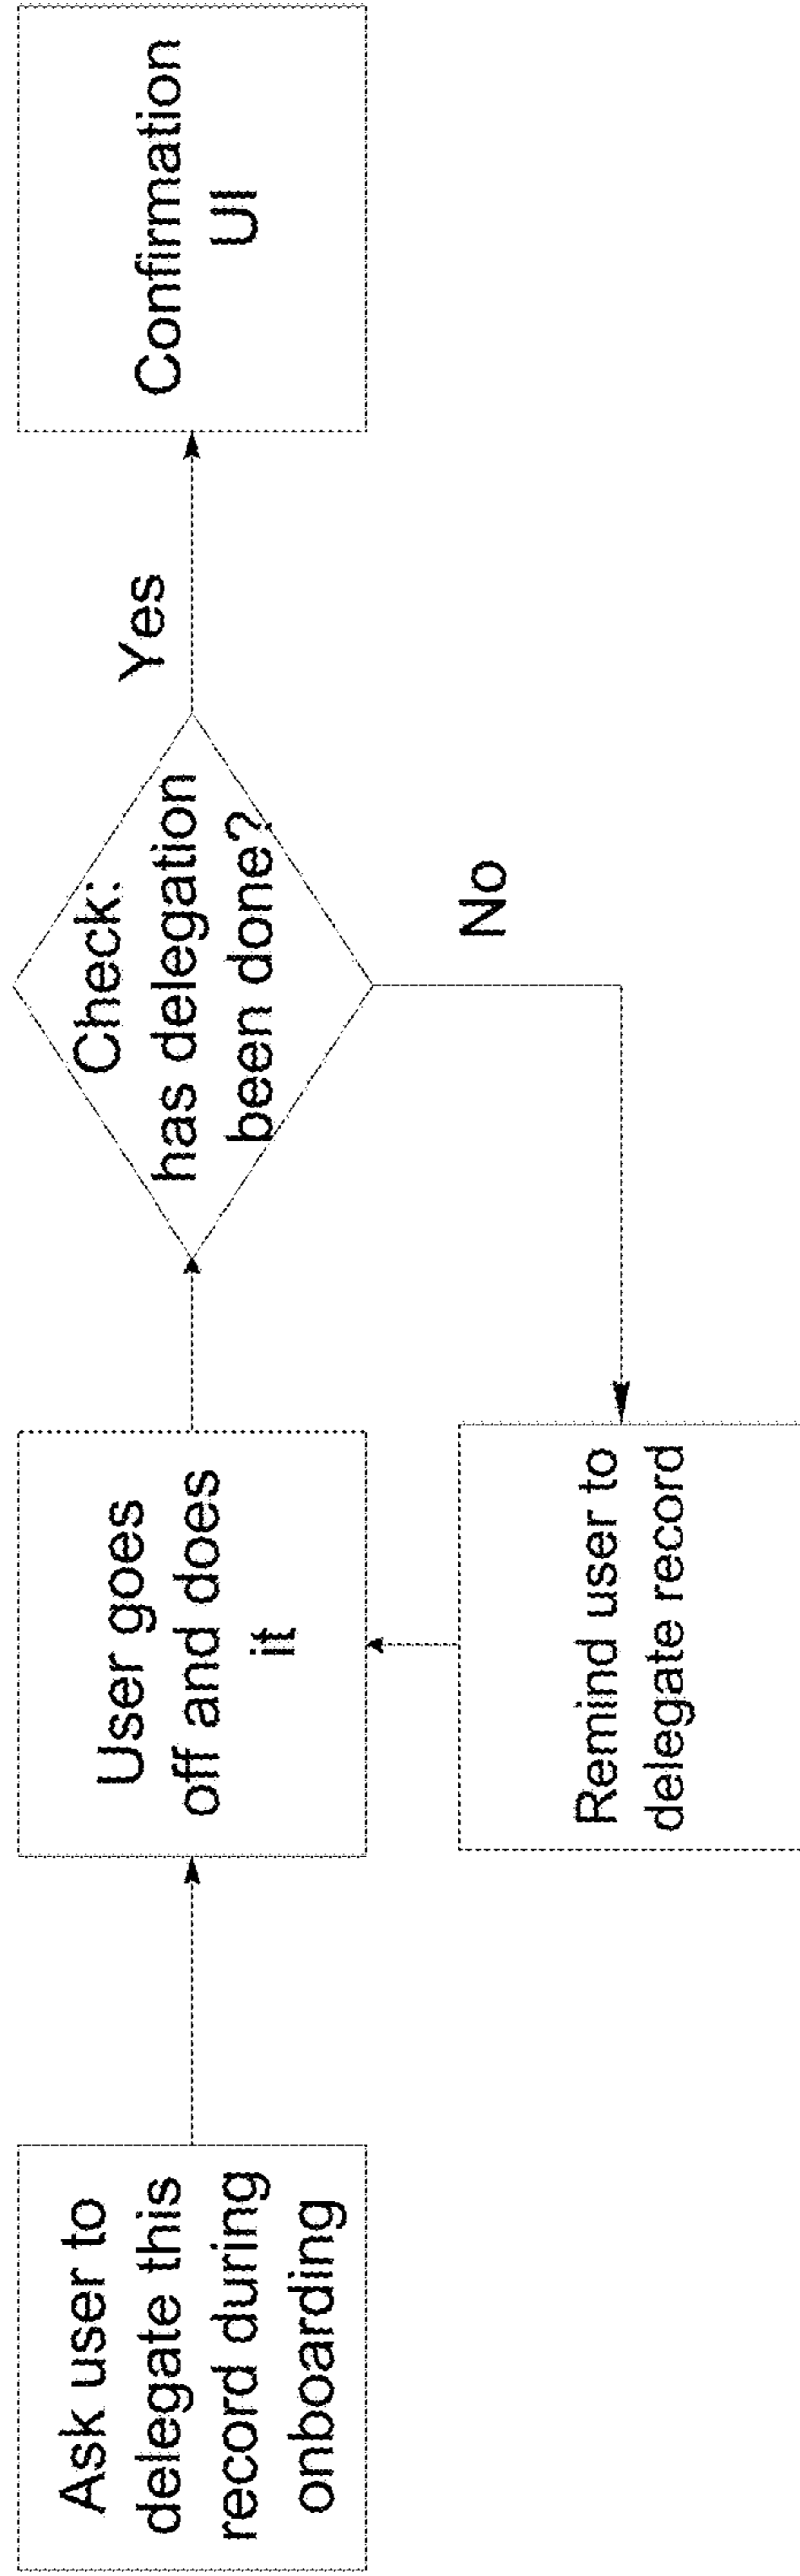 Ask user to
delegate this
record during
onboarding
User goes
off and does
it
Check:
has delegation
been done?
Yes
Confirmation
UI
No
Remind user to
delegate record